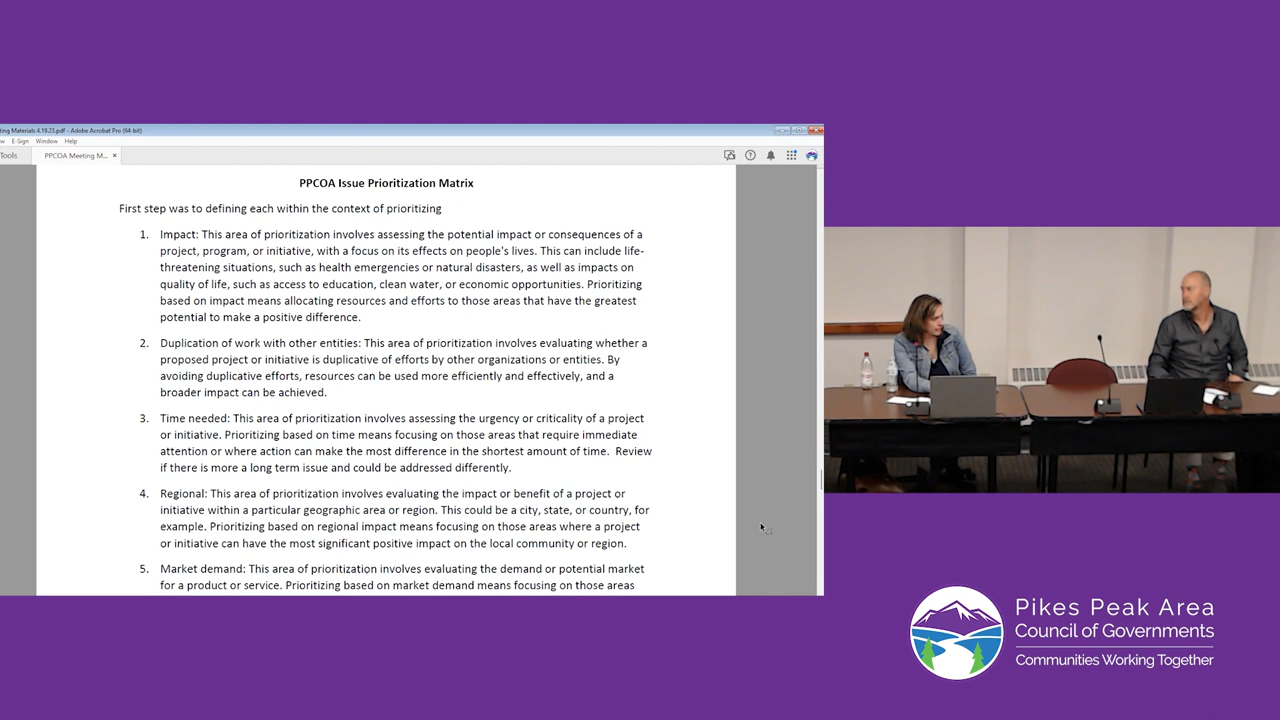 ting Materials 4.19.23.pdf - Adobe Acrobat Pro (64-bit)
w E-Sign Window Help
Tools PPCOA Meeting M... ×
PPCOA Issue Prioritization Matrix
First step was to defining each within the context of prioritizing
1. Impact: This area of prioritization involves assessing the potential impact or consequences of a
project, program, or initiative, with a focus on its effects on people's lives. This can include life-
threatening situations, such as health emergencies or natural disasters, as well as impacts on
quality of life, such as access to education, clean water, or economic opportunities. Prioritizing
based on impact means allocating resources and efforts to those areas that have the greatest
potential to make a positive difference.
2. Duplication of work with other entities: This area of prioritization involves evaluating whether a
proposed project or initiative is duplicative of efforts by other organizations or entities. By
avoiding duplicative efforts, resources can be used more efficiently and effectively, and a
broader impact can be achieved.
3. Time needed: This area of prioritization involves assessing the urgency or criticality of a project
or initiative. Prioritizing based on time means focusing on those areas that require immediate
attention or where action can make the most difference in the shortest amount of time. Review
if there is more a long term issue and could be addressed differently.
4. Regional: This area of prioritization involves evaluating the impact or benefit of a project or
initiative within a particular geographic area or region. This could be a city, state, or country, for
example. Prioritizing based on regional impact means focusing on those areas where a project
or initiative can have the most significant positive impact on the local community or region.
5. Market demand: This area of prioritization involves evaluating the demand or potential market
for a product or service. Prioritizing based on market demand means focusing on those areas
Pikes Peak Area
Council of Governments
Communities Working Together